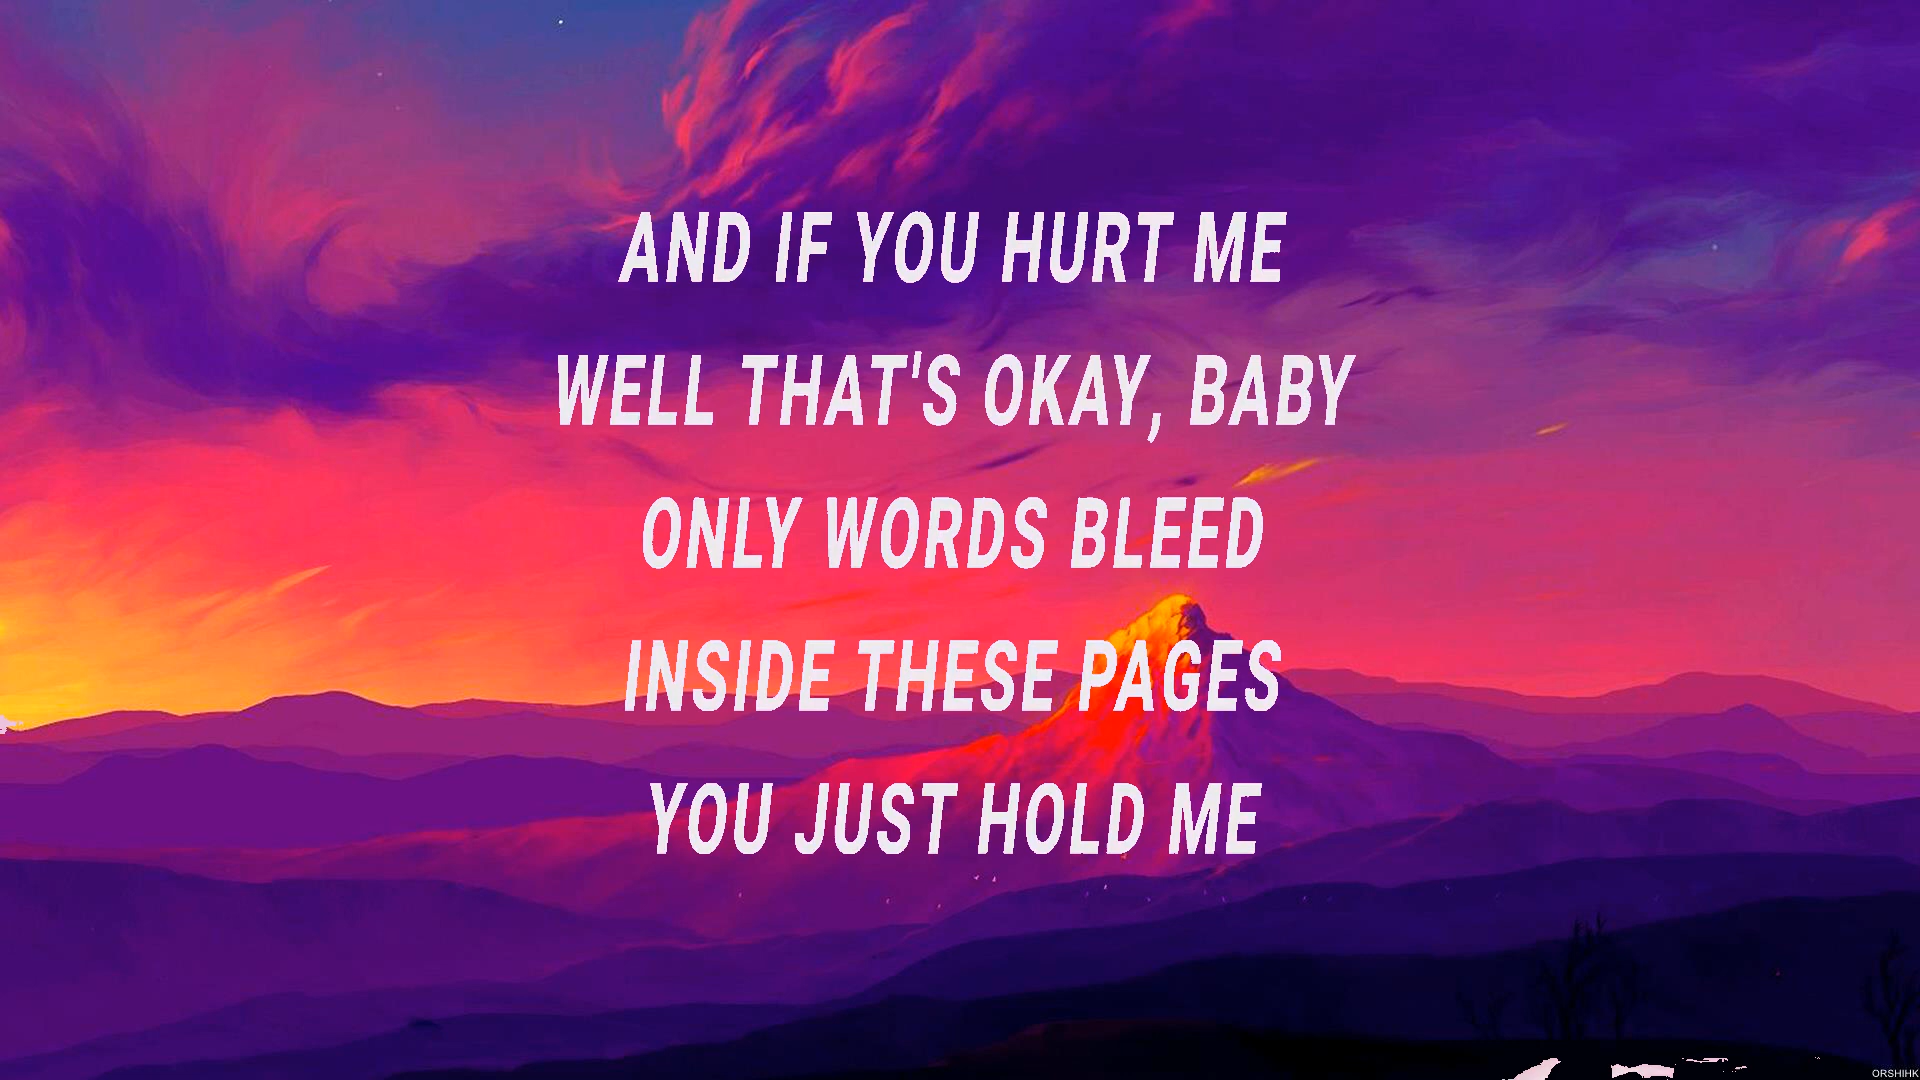 AND IF YOU HURT ME
WELL THAT'S OKAY, BABY
ONLY WORDS BLEED
INSIDE THESE PAGES
YOU JUST HOLD ME
ORSHIHK